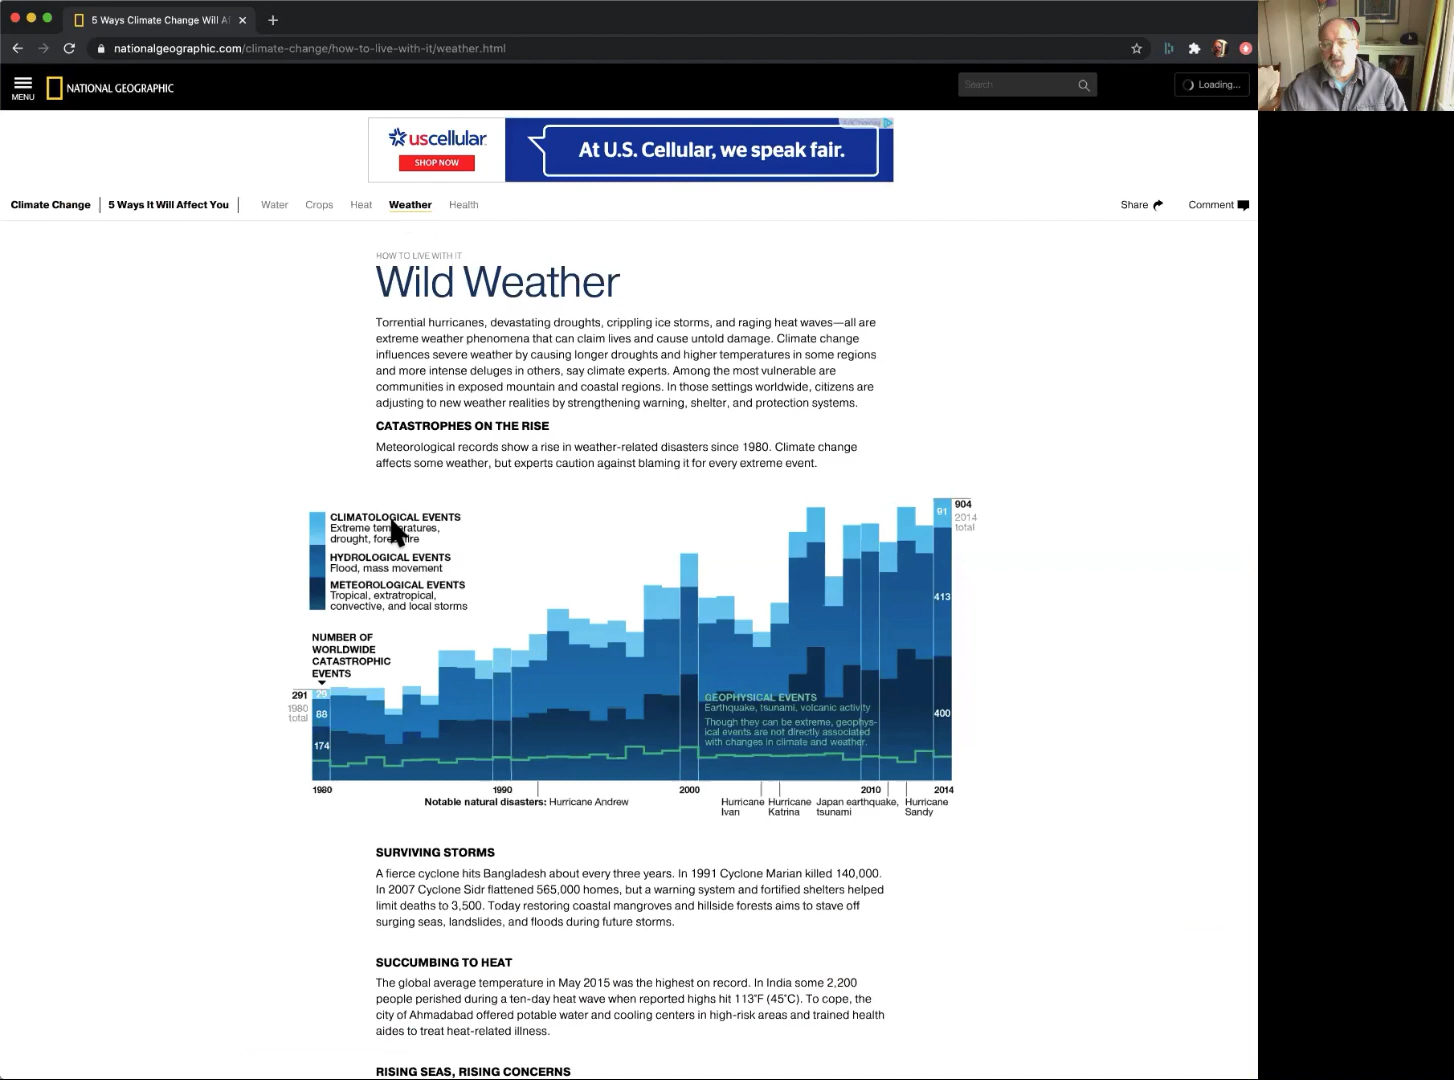 5 Ways Climate Change Will Af
nationalgeographic.com/climate-change/how-to-live-with-it/weather.html
MENU
NATIONAL GEOGRAPHIC
Search
Loading...
uscellular
SHOP NOW
At U.S. Cellular, we speak fair.
Climate Change | 5 Ways It Will Affect You | Water Crops Heat Weather Health
Share Comment
HOW TO LIVE WITH IT
Wild Weather
Torrential hurricanes, devastating droughts, crippling ice storms, and raging heat waves—all are
extreme weather phenomena that can claim lives and cause untold damage. Climate change
influences severe weather by causing longer droughts and higher temperatures in some regions
and more intense deluges in others, say climate experts. Among the most vulnerable are
communities in exposed mountain and coastal regions. In those settings worldwide, citizens are
adjusting to new weather realities by strengthening warning, shelter, and protection systems.
CATASTROPHES ON THE RISE
Meteorological records show a rise in weather-related disasters since 1980. Climate change
affects some weather, but experts caution against blaming it for every extreme event.
CLIMATOLOGICAL EVENTS
Extreme temperatures,
drought, forest fire
HYDROLOGICAL EVENTS
Flood, mass movement
METEOROLOGICAL EVENTS
Tropical, extratropical,
convective, and local storms
NUMBER OF
WORLDWIDE
CATASTROPHIC
EVENTS
291
1980
total
29
88
174
904
2014
total
91
413
400
GEOPHYSICAL EVENTS
Earthquake, tsunami, volcanic activity
Though they can be extreme, geophys-
ical events are not directly associated
with changes in climate and weather.
1980 1990 2000 2010 2014
Notable natural disasters: Hurricane Andrew
Hurricane
Ivan
Hurricane
Katrina
Japan earthquake,
tsunami
Hurricane
Sandy
SURVIVING STORMS
A fierce cyclone hits Bangladesh about every three years. In 1991 Cyclone Marian killed 140,000.
In 2007 Cyclone Sidr flattened 565,000 homes, but a warning system and fortified shelters helped
limit deaths to 3,500. Today restoring coastal mangroves and hillside forests aims to stave off
surging seas, landslides, and floods during future storms.
SUCCUMBING TO HEAT
The global average temperature in May 2015 was the highest on record. In India some 2,200
people perished during a ten-day heat wave when reported highs hit 113°F (45°C). To cope, the
city of Ahmadabad offered potable water and cooling centers in high-risk areas and trained health
aides to treat heat-related illness.
RISING SEAS, RISING CONCERNS